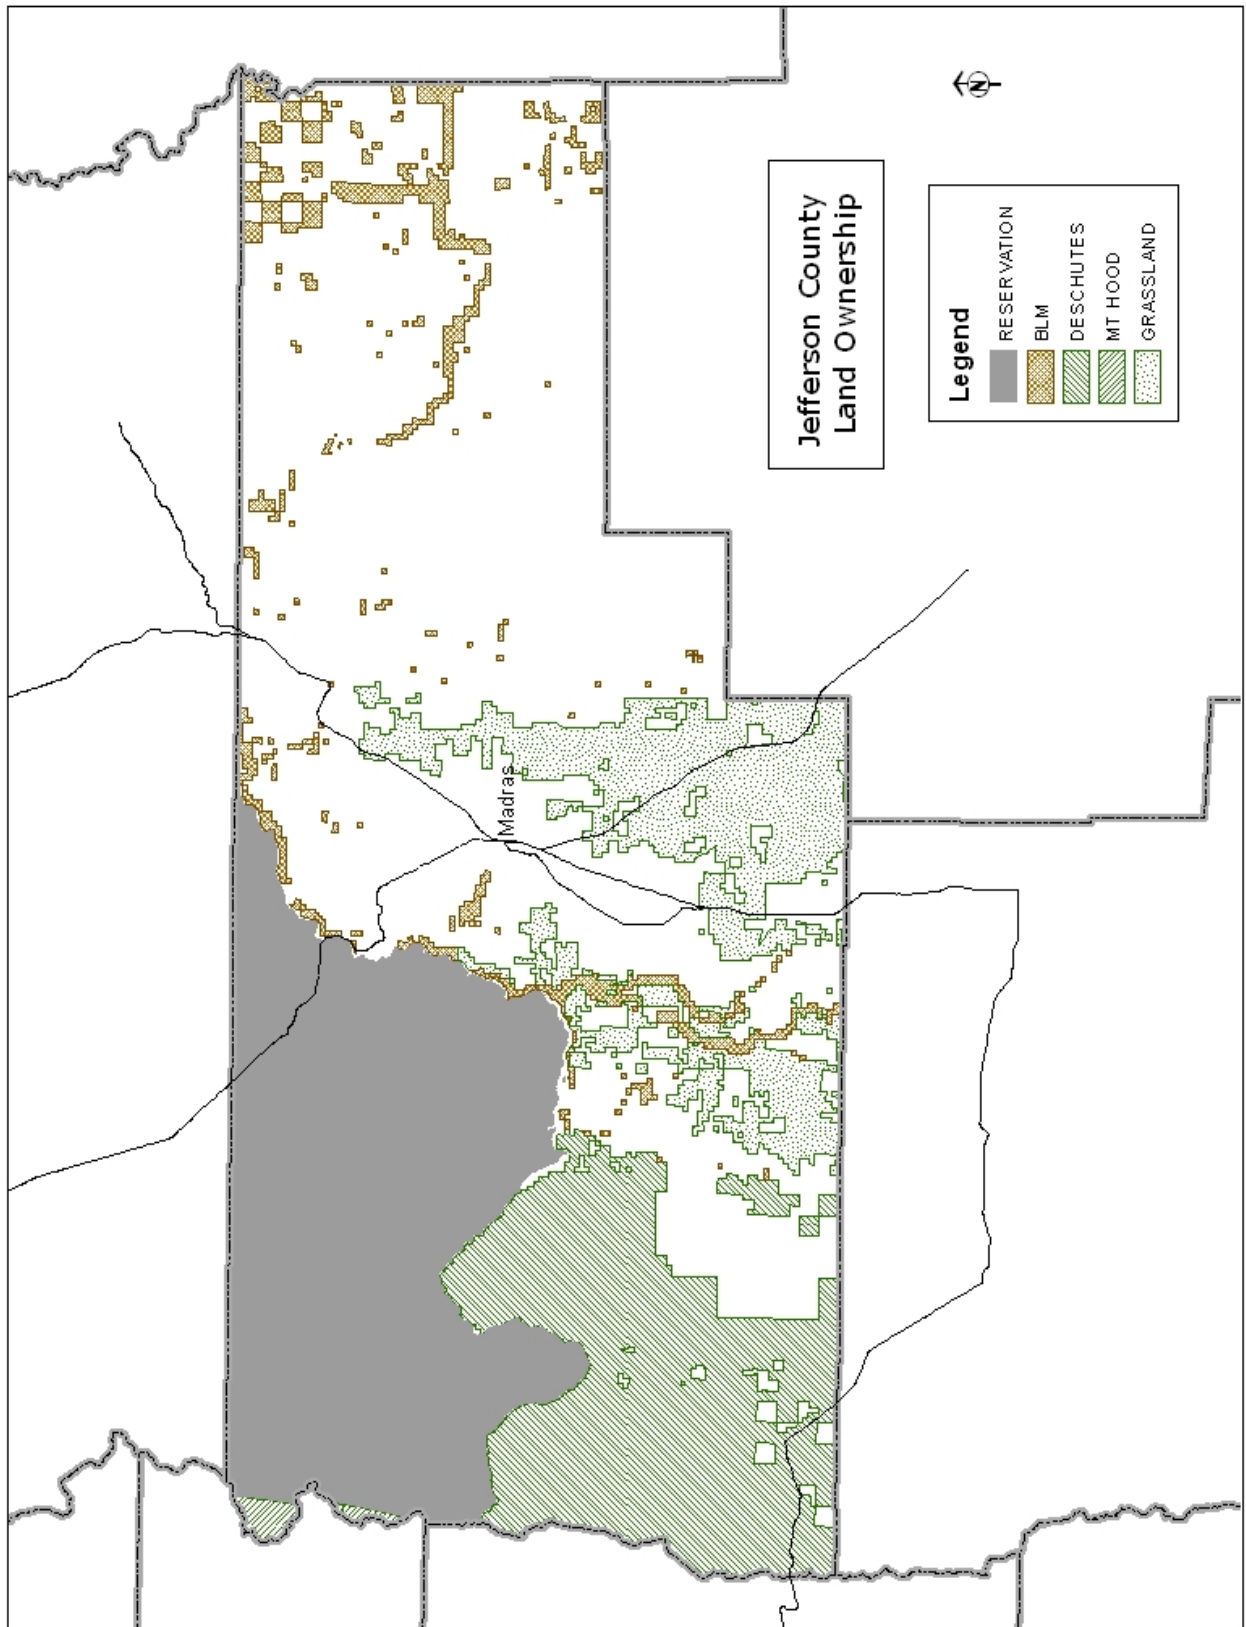 Madras
N
Jefferson County
Land Ownership
Legend
RESERVATION
BLM
DESCHUTES
MT HOOD
GRASSLAND